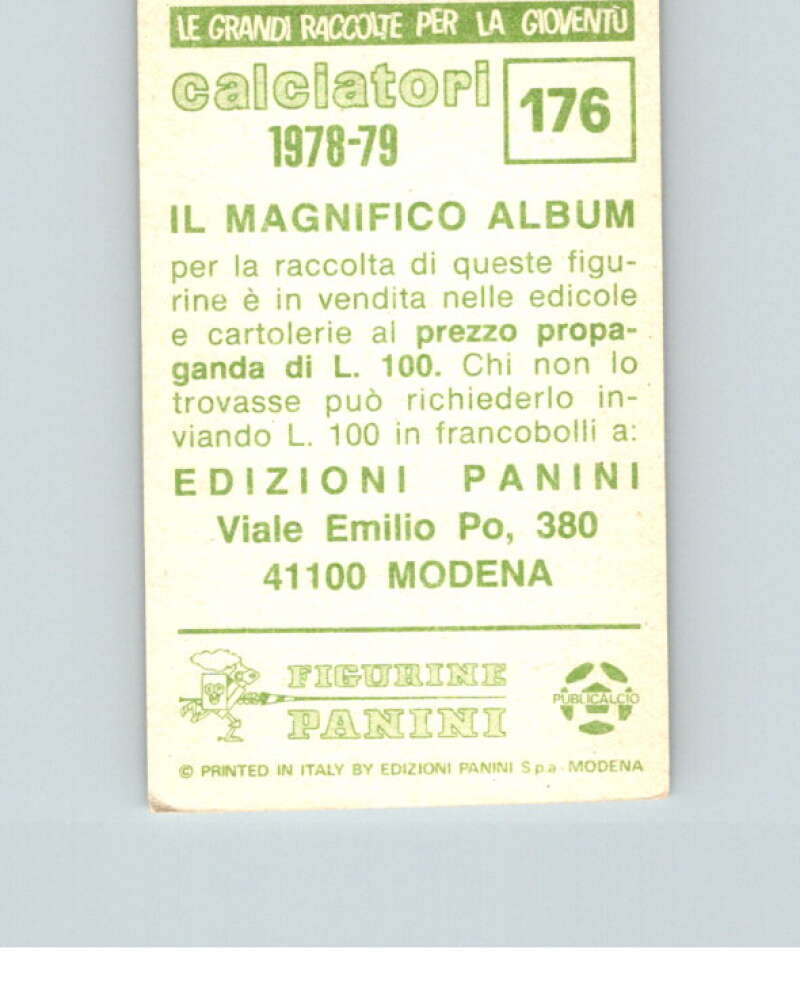 LE GRANDI RACCOLTE PER LA GIOVENTÙ
calciatori
1978-79
176
IL MAGNIFICO ALBUM
per la raccolta di queste figu-
rine è in vendita nelle edicole
e cartolerie al prezzo propa-
ganda di L. 100. Chi non lo
trovasse può richiederlo in-
viando L. 100 in francobolli a:
EDIZIONI PANINI
Viale Emilio Po, 380
41100 MODENA
FIGURINE
PANINI
PUBLICALCIO
© PRINTED IN ITALY BY EDIZIONI PANINI S.p.a. MODENA